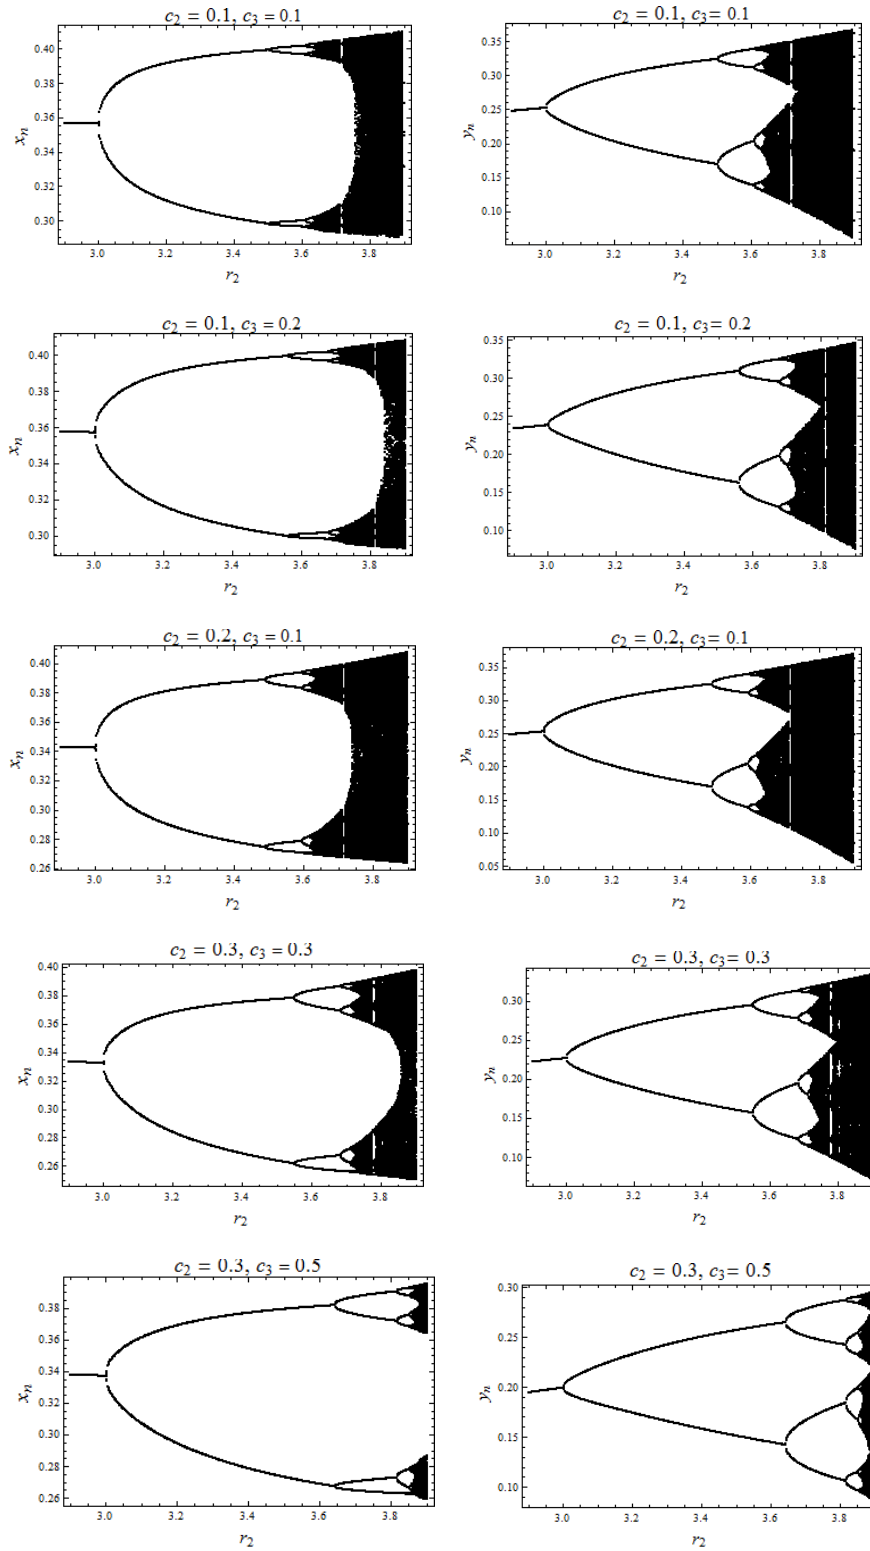 c2 = 0.1, c3 = 0.1
c2 = 0.1, c3 = 0.1
0.40
0.38
0.36
0.34
0.32
0.30
xn
3.0 3.2 3.4 3.6 3.8
r2
0.35
0.30
0.25
0.20
0.15
0.10
yn
3.0 3.2 3.4 3.6 3.8
r2
c2 = 0.1, c3 = 0.2
c2 = 0.1, c3= 0.2
0.40
0.38
0.36
0.34
0.32
0.30
xn
3.0 3.2 3.4 3.6 3.8
r2
0.35
0.30
0.25
0.20
0.15
0.10
yn
3.0 3.2 3.4 3.6 3.8
r2
c2 = 0.2, c3 = 0.1
c2 = 0.2, c3= 0.1
0.40
0.38
0.36
0.34
0.32
0.30
0.28
0.26
xn
3.0 3.2 3.4 3.6 3.8
r2
0.35
0.30
0.25
0.20
0.15
0.10
0.05
yn
3.0 3.2 3.4 3.6 3.8
r2
c2 = 0.3, c3 = 0.3
c2 = 0.3, c3= 0.3
0.40
0.38
0.36
0.34
0.32
0.30
0.28
0.26
xn
3.0 3.2 3.4 3.6 3.8
r2
0.30
0.25
0.20
0.15
0.10
yn
3.0 3.2 3.4 3.6 3.8
r2
c2 = 0.3, c3 = 0.5
c2 = 0.3, c3= 0.5
0.38
0.36
0.34
0.32
0.30
0.28
0.26
xn
3.0 3.2 3.4 3.6 3.8
r2
0.30
0.25
0.20
0.15
0.10
yn
3.0 3.2 3.4 3.6 3.8
r2